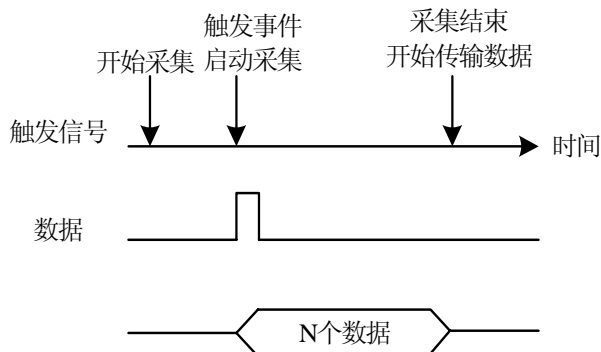 开始采集
触发事件
启动采集
采集结束
开始传输数据
触发信号
时间
数据
N个数据